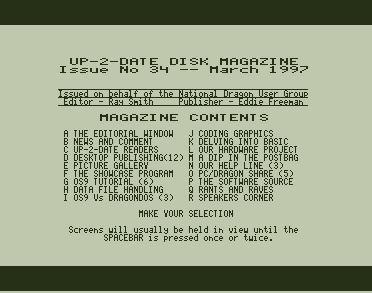 UP-2-DATE DISK MAGAZINE
Issue No 34 -- March 1997
Issued on behalf of the National Dragon User Group
Editor - Ray Smith Publisher - Eddie Freeman
MAGAZINE CONTENTS
A THE EDITORIAL WINDOW J CODING GRAPHICS
B NEWS AND COMMENT K DELVING INTO BASIC
C UP-2-DATE READERS L OUR HARDWARE PROJECT
D DESKTOP PUBLISHING(12) M A DIP IN THE POSTBAG
E PICTURE GALLERY N OUR HELP LINE (3)
F THE SHOWCASE PROGRAM O PC/DRAGON SHARE (5)
G OS9 TUTORIAL (6) P THE SOFTWARE SOURCE
H DATA FILE HANDLING Q RANTS AND RAVES
I OS9 Vs DRAGONDOS (3) R SPEAKERS CORNER
MAKE YOUR SELECTION
Screens will usually be held in view until the
SPACEBAR is pressed once or twice.